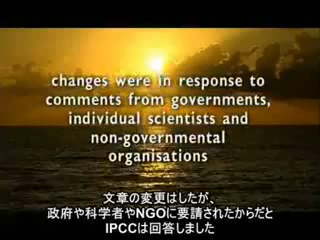 changes were in response to
comments from governments,
individual scientists and
non-governmental
organisations
文章の変更はしたが、
政府や科学者やNGOに要請されたからだと
IPCCは回答しました